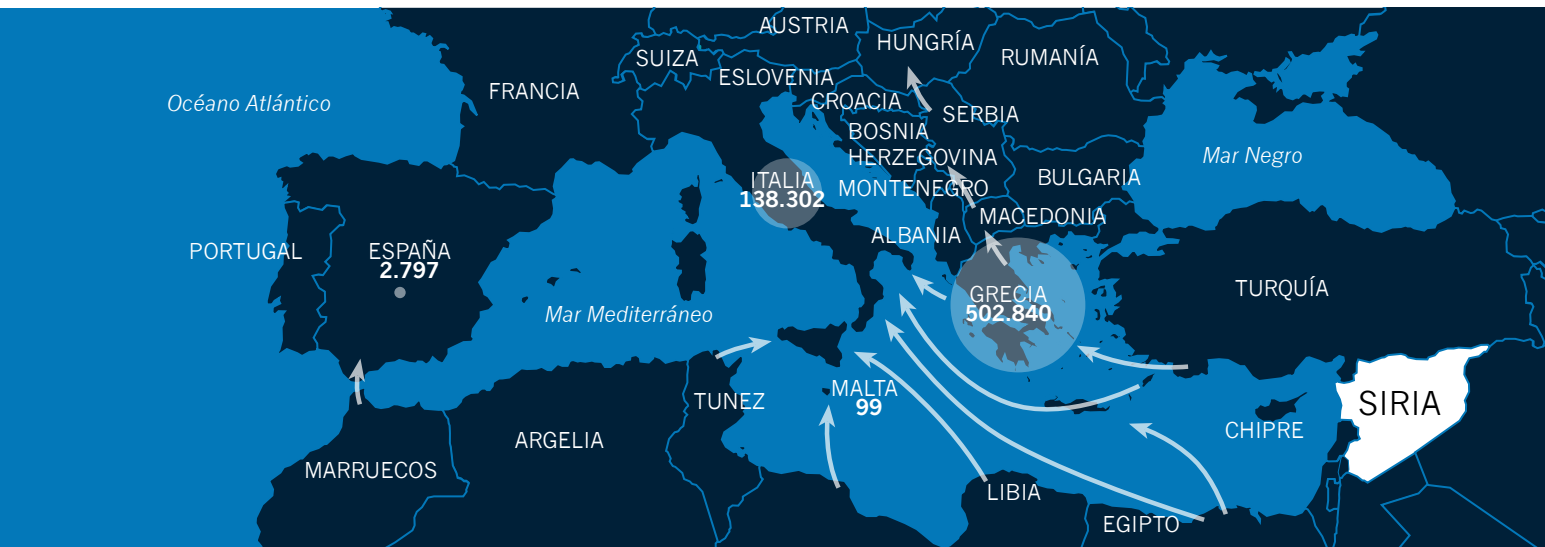 AUSTRIA
HUNGRÍA
SUIZA
RUMANÍA
ESLOVENIA
FRANCIA
Océano Atlántico
CROACIA
SERBIA
BOSNIA
HERZEGOVINA
Mar Negro
ITALIA
138.302
MONTENEGRO
BULGARIA
MACEDONIA
ALBANIA
PORTUGAL
ESPAÑA
2.797
GRECIA
502.840
TURQUÍA
Mar Mediterráneo
MALTA
99
TUNEZ
SIRIA
CHIPRE
ARGELIA
MARRUECOS
LIBIA
EGIPTO